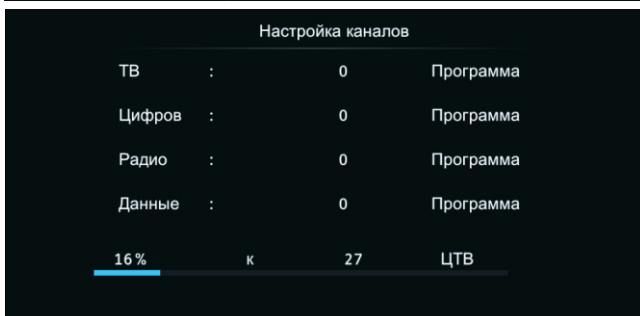 Настройка каналов
ТВ : 0 Программа
Цифров : 0 Программа
Радио : 0 Программа
Данные : 0 Программа
16% к 27 ЦТВ